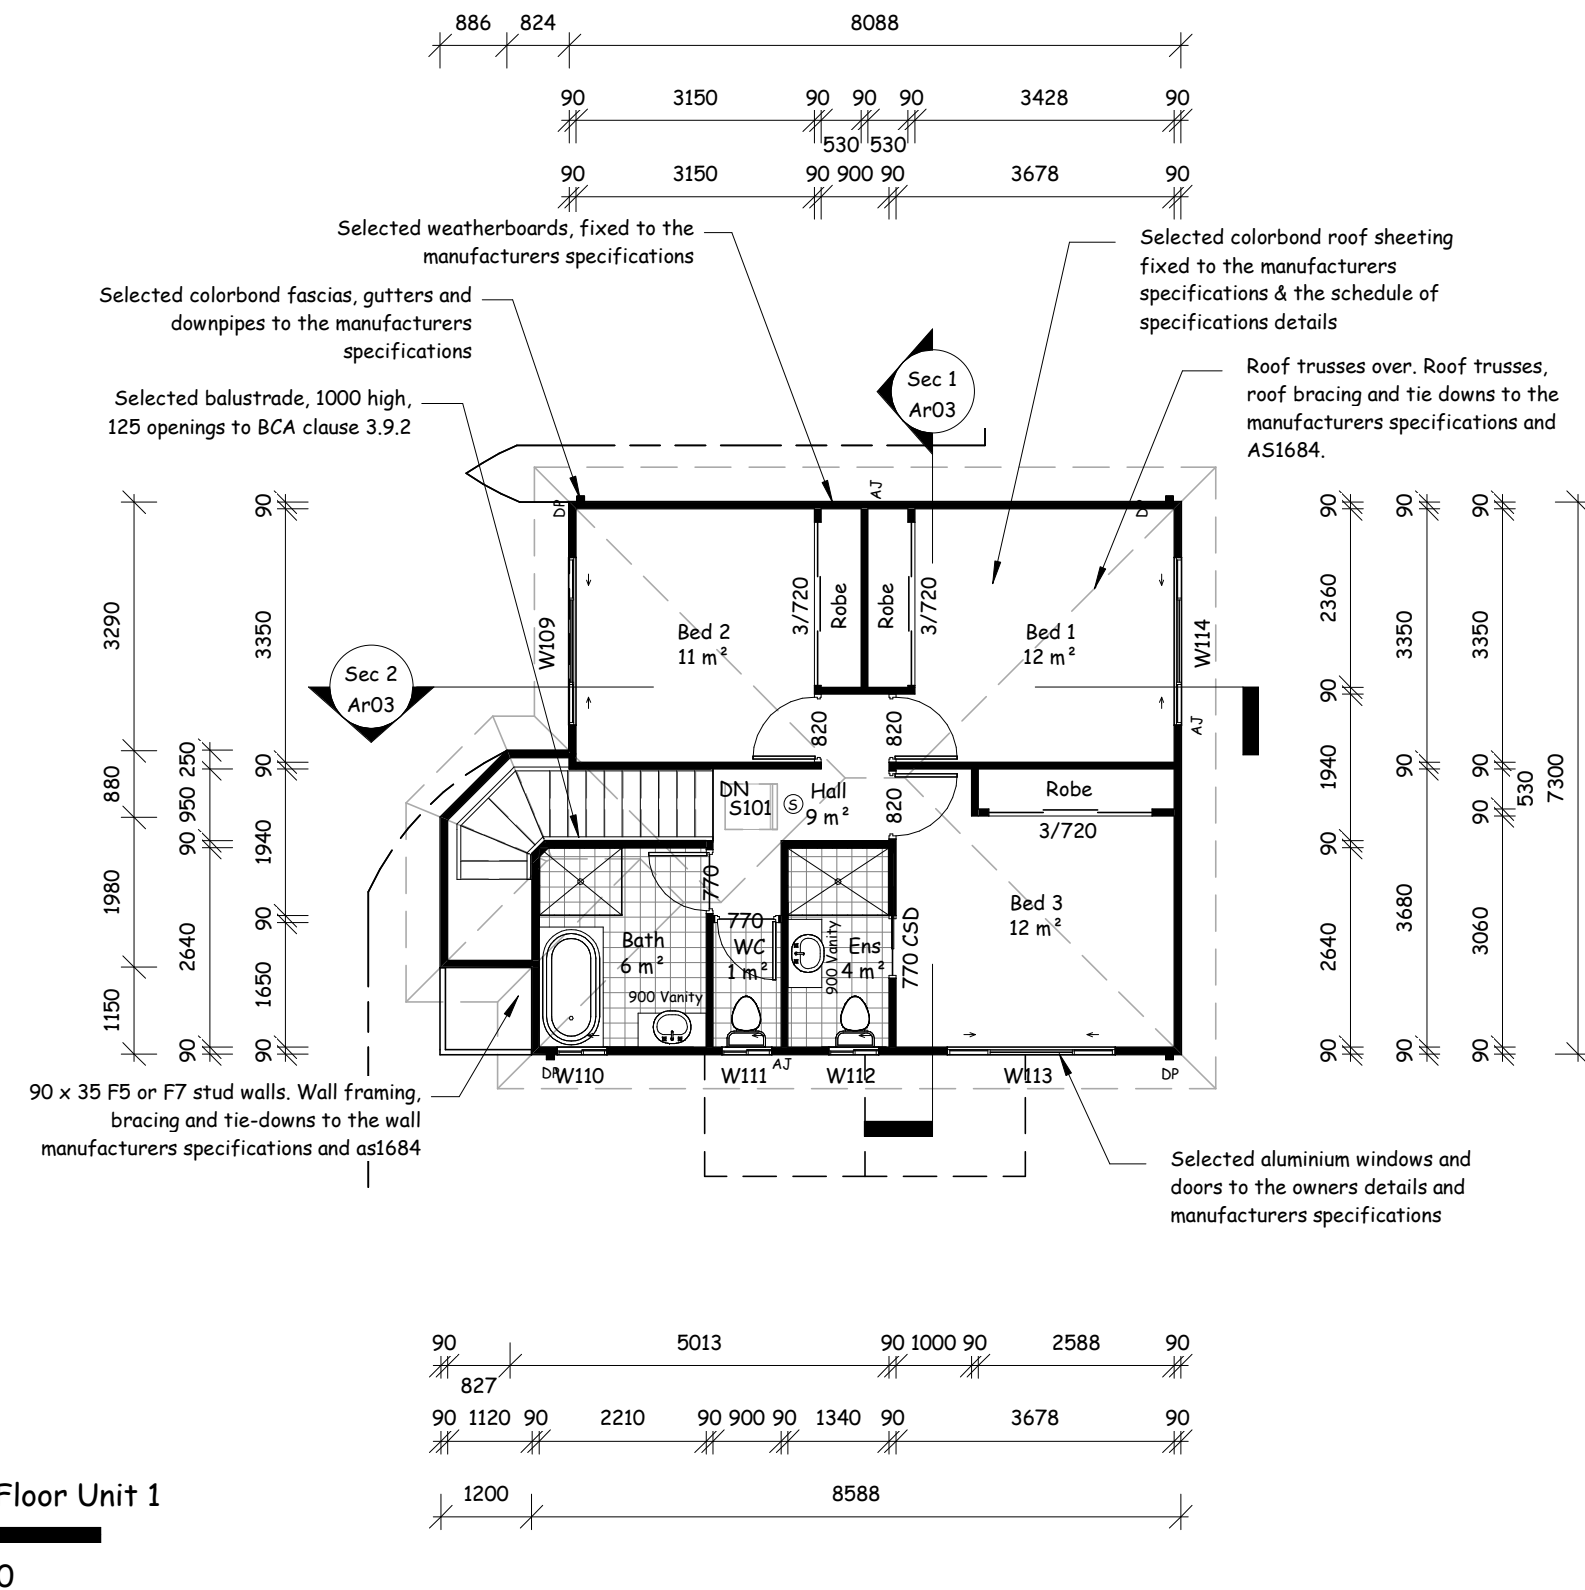 886 824 8088
90 3150 90 90 90 3428 90
530 530
90 3150 90 900 90 3678 90
Selected weatherboards, fixed to the
manufacturers specifications
Selected colorbond fascias, gutters and
downpipes to the manufacturers
specifications
Selected balustrade, 1000 high,
125 openings to BCA clause 3.9.2
Selected colorbond roof sheeting
fixed to the manufacturers
specifications & the schedule of
specifications details
Roof trusses over. Roof trusses,
roof bracing and tie downs to the
manufacturers specifications and
AS1684.
Sec 1
Ar03
Sec 2
Ar03
3290
880
1980
1150
250
950
90
2640
90
90
3350
90
1940
90
1650
90
DP
AJ
DP
W109
Bed 2
11 m²
3/720
Robe
Robe
3/720
Bed 1
12 m²
W114
AJ
820
820
820
DN
S101
S
Hall
9 m²
Robe
3/720
770
770
WC
1 m²
Bath
6 m²
900 Vanity
Ens
4 m²
900 Vanity
770 CSD
Bed 3
12 m²
DP
W110
W111
AJ
W112
W113
DP
90
2360
90
1940
90
2640
90
90
3350
90
3680
90
90
3350
90
530
90
3060
90
7300
90 x 35 F5 or F7 stud walls. Wall framing,
bracing and tie-downs to the wall
manufacturers specifications and as1684
Selected aluminium windows and
doors to the owners details and
manufacturers specifications
90 5013 90 1000 90 2588 90
827
90 1120 90 2210 90 900 90 1340 90 3678 90
1200 8588
Floor Unit 1
0